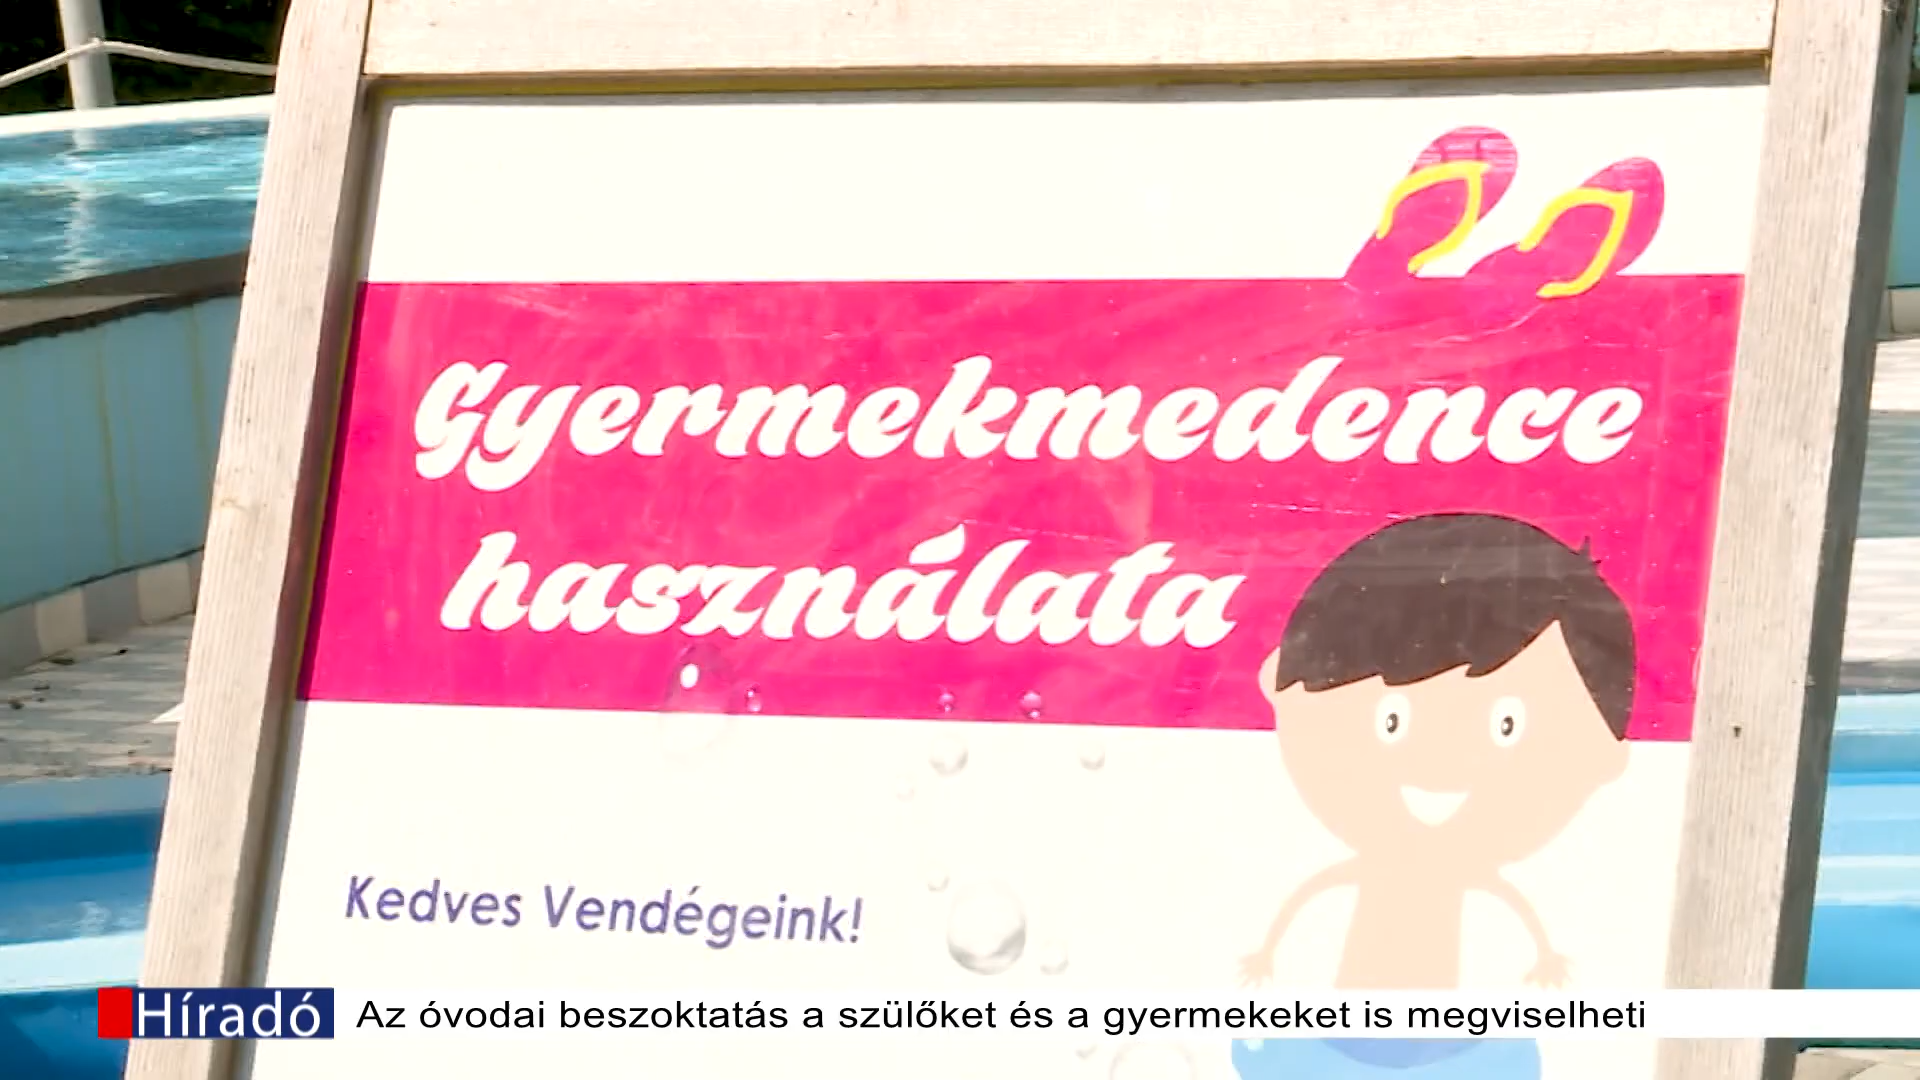 Gyermekmedence
használata
Kedves Vendégeink!
Híradó Az óvodai beszoktatás a szülőket és a gyermekeket is megviselheti